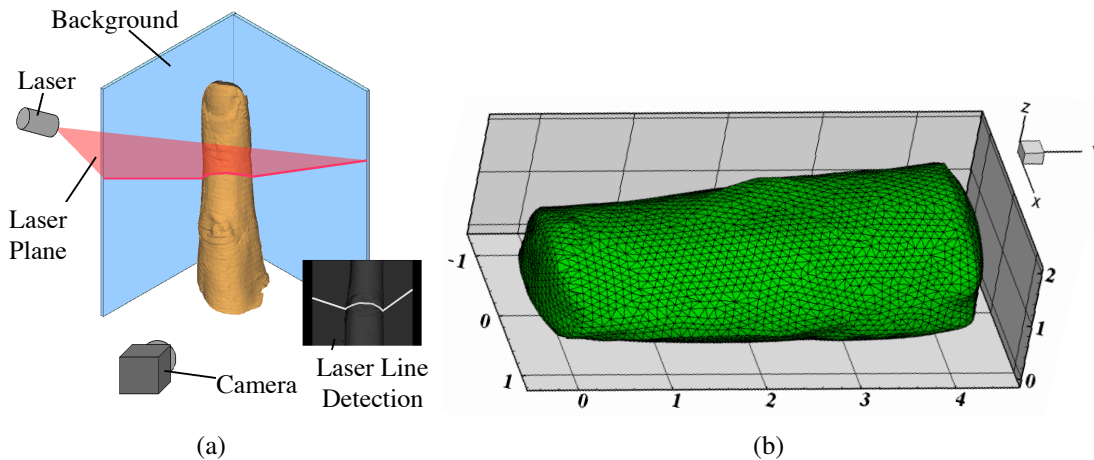 Background
Laser
Laser
Plane
Camera
Laser Line
Detection
(a)
z
x
-1
0
1
0
1
2
3
4
0
1
2
(b)